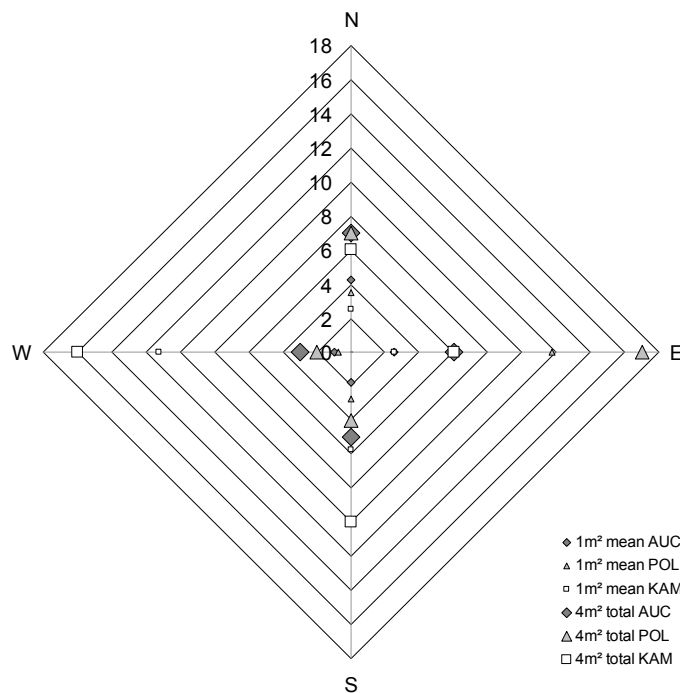 N
18
16
14
12
10
8
6
4
2
0
W
E
1m² mean AUC
1m² mean POL
1m² mean KAM
4m² total AUC
4m² total POL
4m² total KAM
S